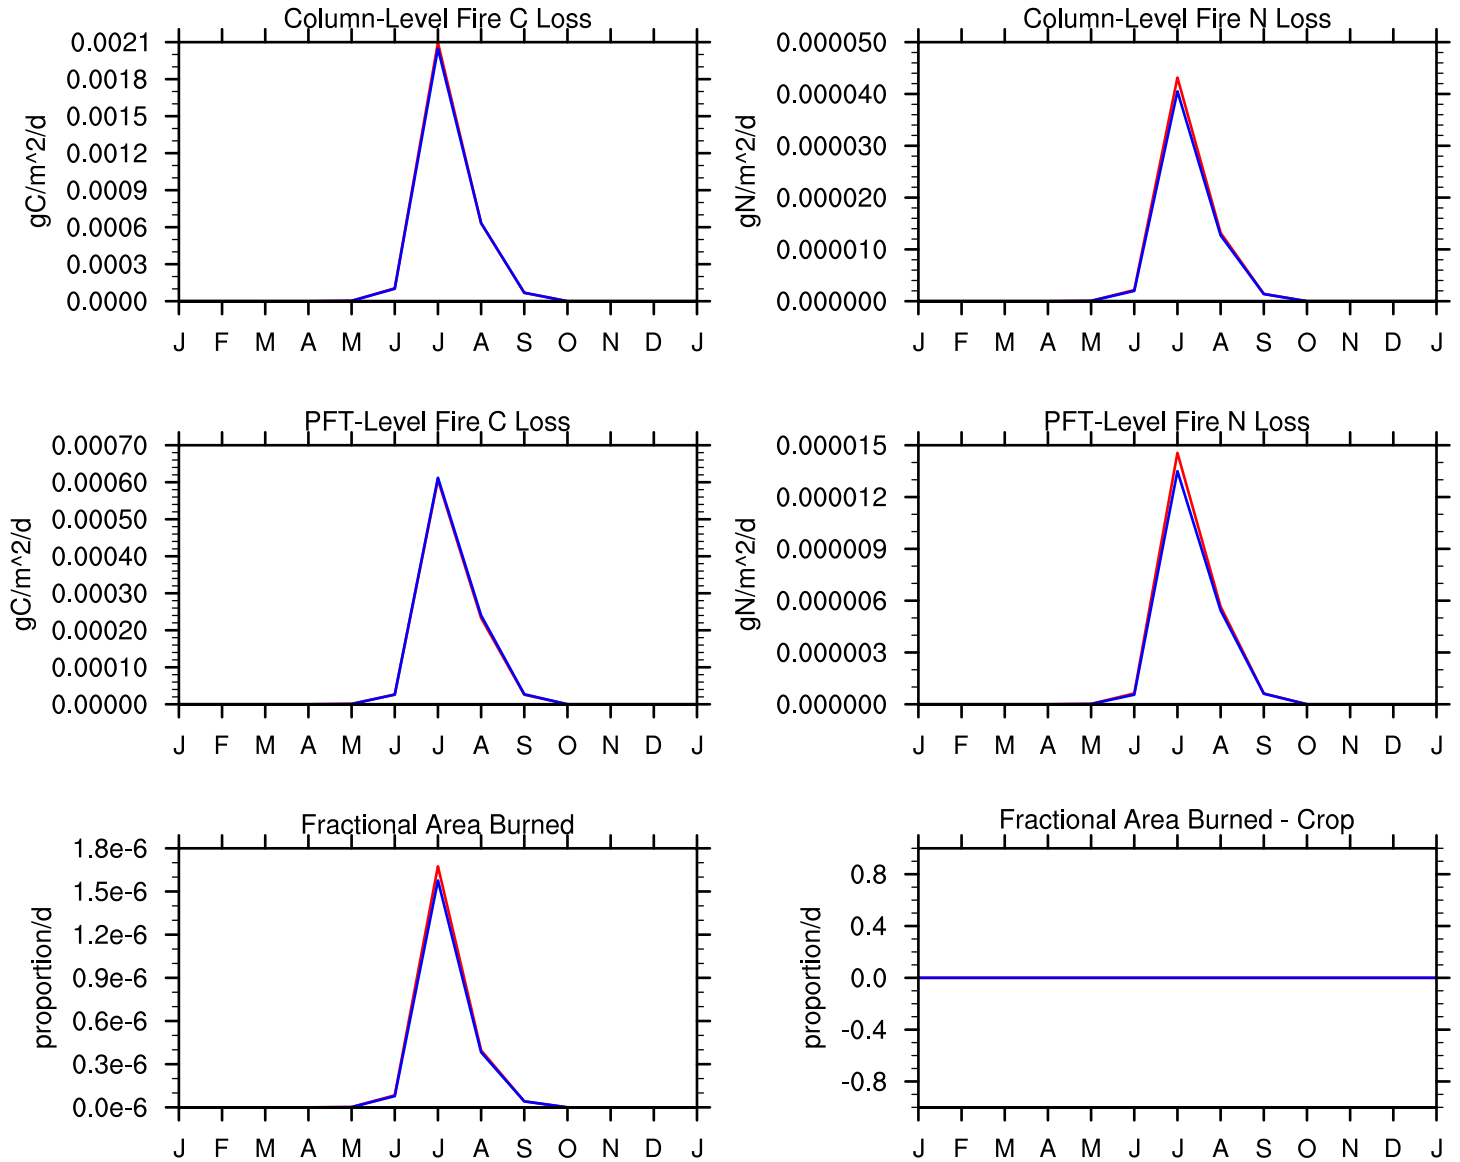 Column-Level Fire C Loss
0.0021
0.0018
0.0015
0.0012
0.0009
0.0006
0.0003
0.0000
gC/m^2/d
J F M A M J J A S O N D J
Column-Level Fire N Loss
0.000050
0.000040
0.000030
0.000020
0.000010
0.000000
gN/m^2/d
J F M A M J J A S O N D J
PFT-Level Fire C Loss
0.00070
0.00060
0.00050
0.00040
0.00030
0.00020
0.00010
0.00000
gC/m^2/d
J F M A M J J A S O N D J
PFT-Level Fire N Loss
0.000015
0.000012
0.000009
0.000006
0.000003
0.000000
gN/m^2/d
J F M A M J J A S O N D J
Fractional Area Burned
1.8e-6
1.5e-6
1.2e-6
0.9e-6
0.6e-6
0.3e-6
0.0e-6
proportion/d
J F M A M J J A S O N D J
Fractional Area Burned - Crop
0.8
0.4
0.0
-0.4
-0.8
proportion/d
J F M A M J J A S O N D J